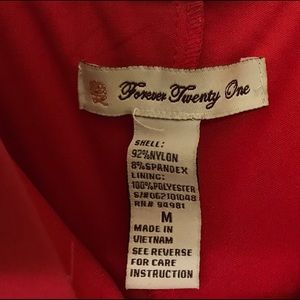 Forever Twenty One
SHELL:
92%NYLON
8%SPANDEX
LINING:
100%POLYESTER
S/#062101048
RN# 94981
M
MADE IN
VIETNAM
SEE REVERSE
FOR CARE
INSTRUCTION